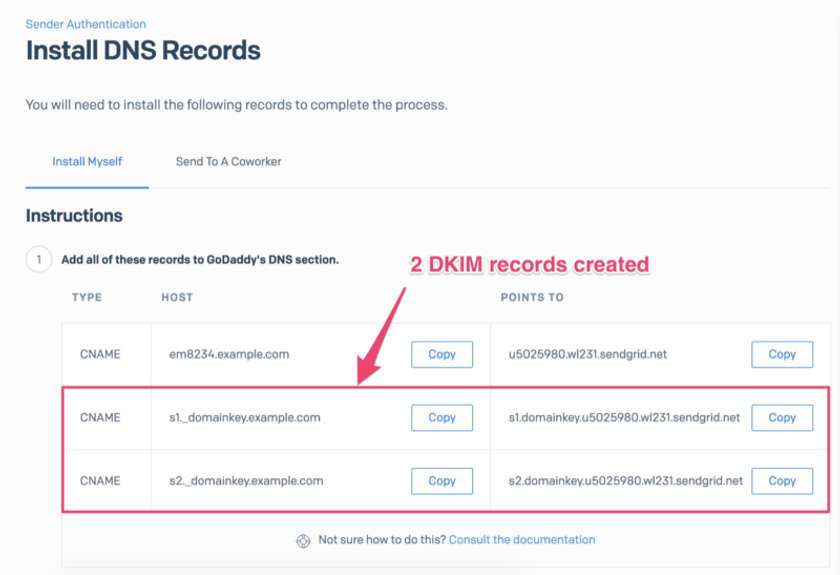 Sender Authentication
Install DNS Records
You will need to install the following records to complete the process.
Install Myself Send To A Coworker
Instructions
1 Add all of these records to GoDaddy's DNS section.
2 DKIM records created
TYPE HOST POINTS TO
CNAME em8234.example.com Copy u5025980.wl231.sendgrid.net Copy
CNAME s1._domainkey.example.com Copy s1.domainkey.u5025980.wl231.sendgrid.net Copy
CNAME s2._domainkey.example.com Copy s2.domainkey.u5025980.wl231.sendgrid.net Copy
Not sure how to do this? Consult the documentation